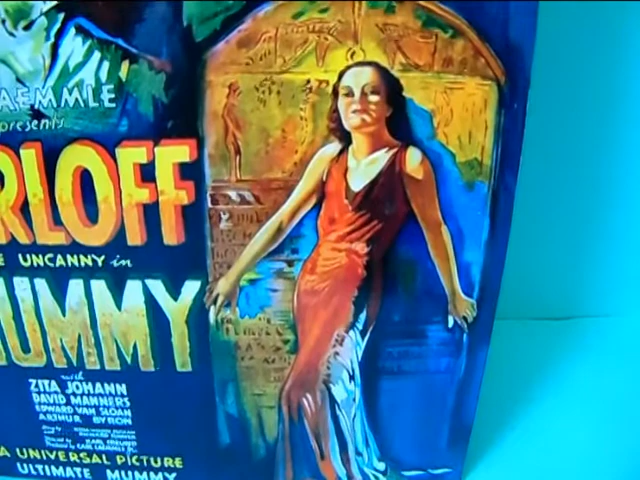 AEMMLE
presents
RLOFF
E UNCANNY in
UMMY
with
ZITA JOHANN
DAVID MANNERS
EDWARD VAN SLOAN
ARTHUR BYRON
A UNIVERSAL PICTURE
ULTIMATE MUMMY